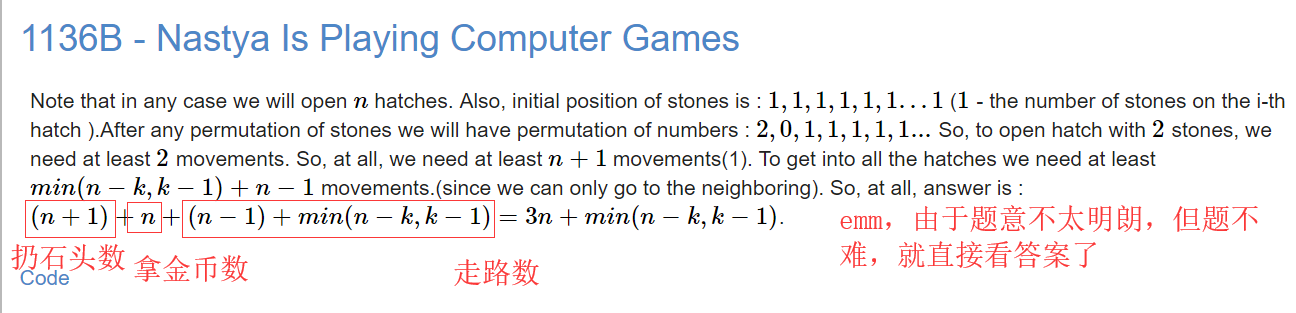 1136B - Nastya Is Playing Computer Games
Note that in any case we will open n hatches. Also, initial position of stones is : 1, 1, 1, 1, 1, 1. . . 1 (1 - the number of stones on the i-th
hatch ).After any permutation of stones we will have permutation of numbers : 2, 0, 1, 1, 1, 1, 1... So, to open hatch with 2 stones, we
need at least 2 movements. So, at all, we need at least n + 1 movements(1). To get into all the hatches we need at least
min(n − k, k − 1) + n − 1 movements.(since we can only go to the neighboring). So, at all, answer is :
(n + 1) + n + (n − 1) + min(n − k, k − 1) = 3n + min(n − k, k − 1).
emm，由于题意不太明朗，但题不
难，就直接看答案了
扔石头数
拿金币数
走路数
Code